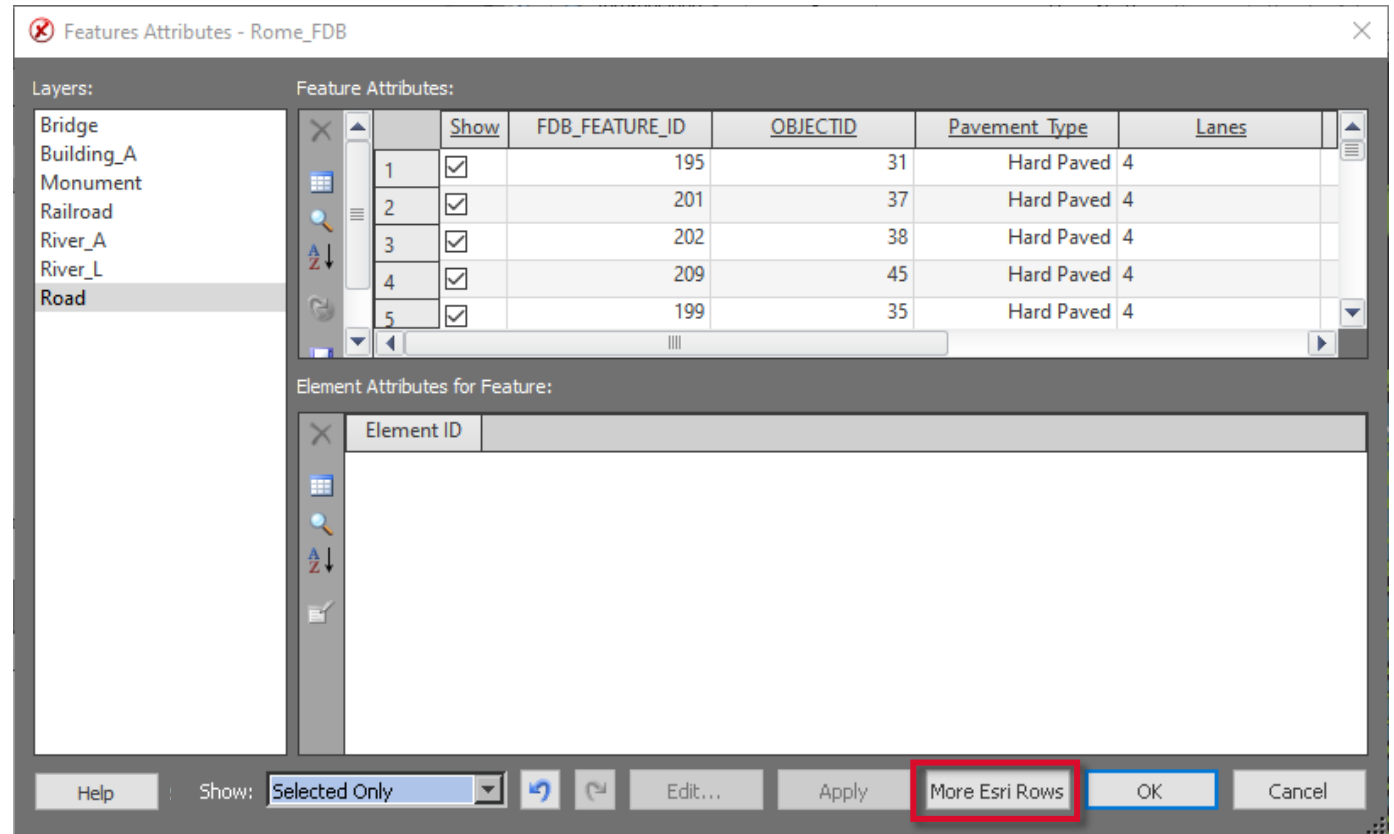 Features Attributes - Rome_FDB
Layers:
Bridge
Building_A
Monument
Railroad
River_A
River_L
Road
Feature Attributes:
Show FDB_FEATURE_ID OBJECTID Pavement_Type Lanes
1 195 31 Hard Paved 4
2 201 37 Hard Paved 4
3 202 38 Hard Paved 4
4 209 45 Hard Paved 4
5 199 35 Hard Paved 4
Element Attributes for Feature:
Element ID
Help Show: Selected Only Edit... Apply More Esri Rows OK Cancel